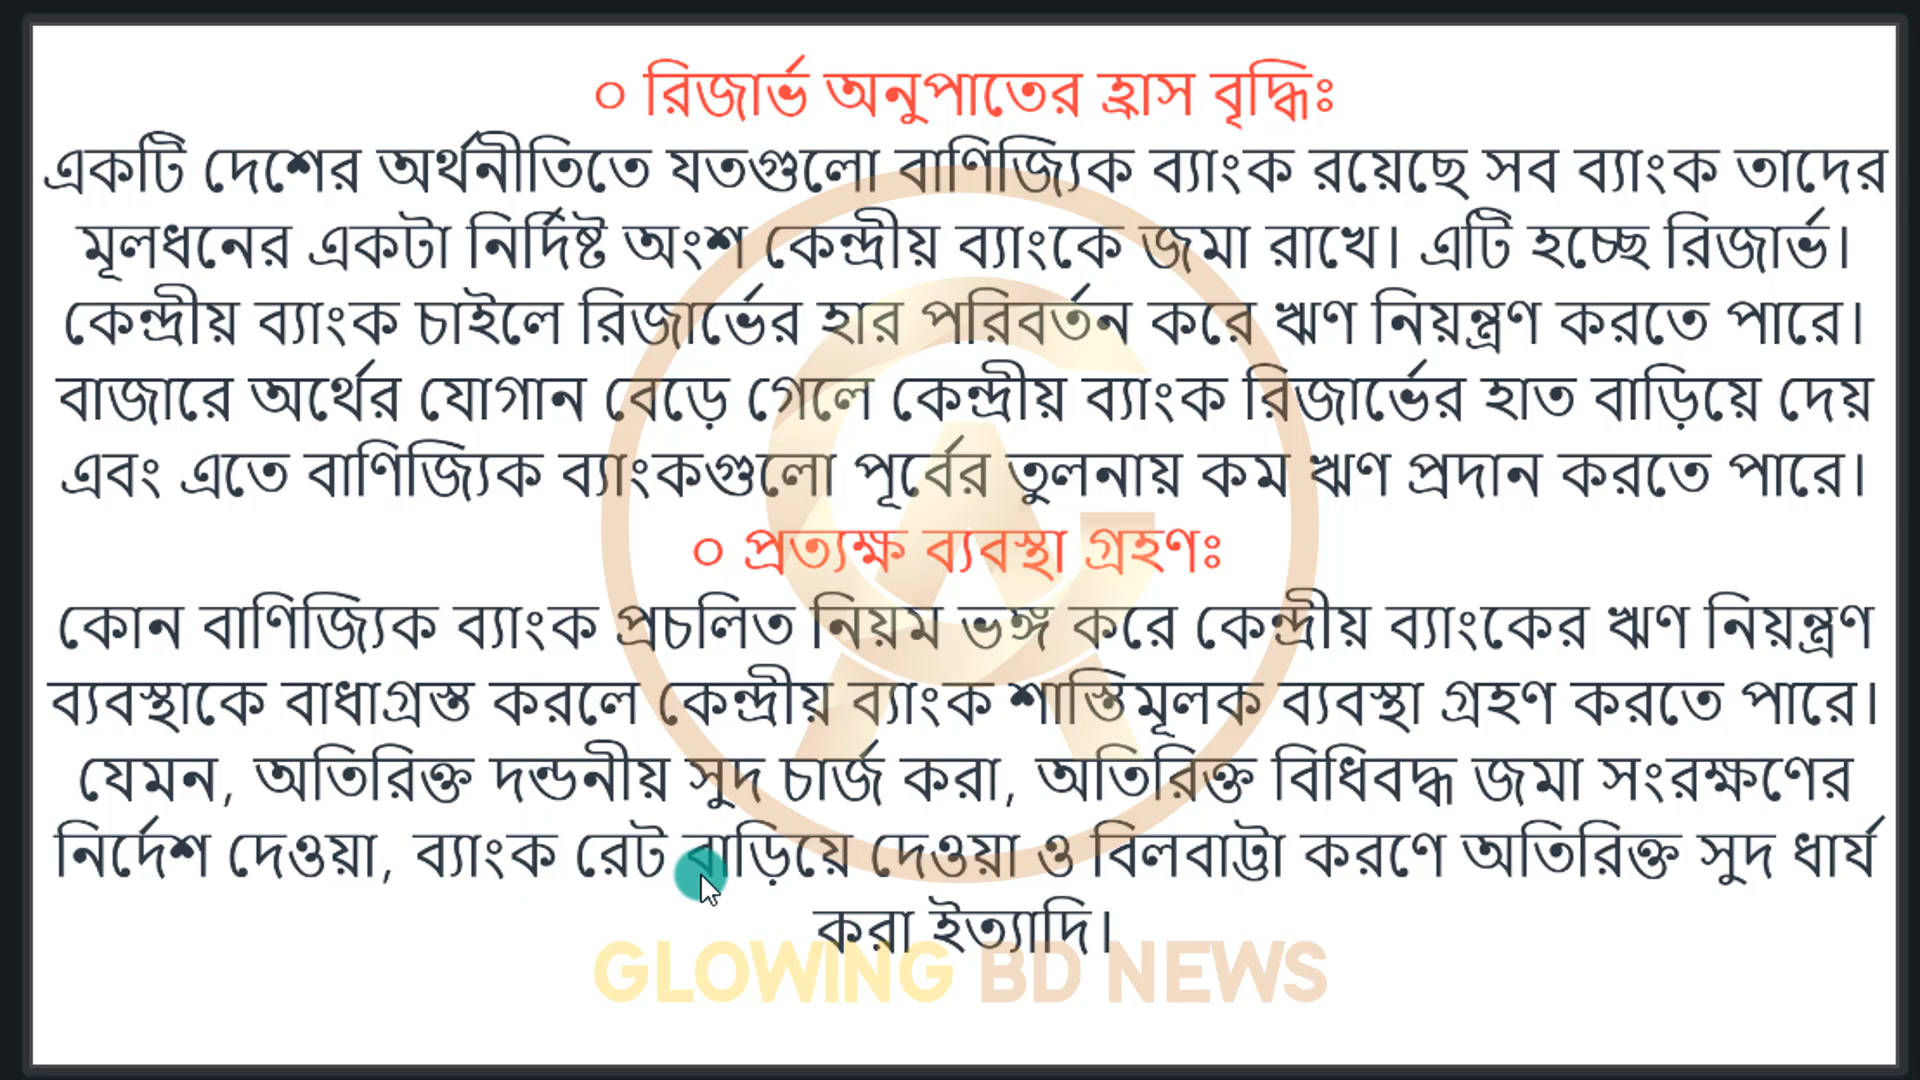 ০ রিজার্ভ অনুপাতের হ্রাস বৃদ্ধিঃ
একটি দেশের অর্থনীতিতে যতগুলো বাণিজ্যিক ব্যাংক রয়েছে সব ব্যাংক তাদের
মূলধনের একটা নির্দিষ্ট অংশ কেন্দ্রীয় ব্যাংকে জমা রাখে। এটি হচ্ছে রিজার্ভ।
কেন্দ্রীয় ব্যাংক চাইলে রিজার্ভের হার পরিবর্তন করে ঋণ নিয়ন্ত্রণ করতে পারে।
বাজারে অর্থের যোগান বেড়ে গেলে কেন্দ্রীয় ব্যাংক রিজার্ভের হাত বাড়িয়ে দেয়
এবং এতে বাণিজ্যিক ব্যাংকগুলো পূর্বের তুলনায় কম ঋণ প্রদান করতে পারে।
০ প্রত্যক্ষ ব্যবস্থা গ্রহণঃ
কোন বাণিজ্যিক ব্যাংক প্রচলিত নিয়ম ভঙ্গ করে কেন্দ্রীয় ব্যাংকের ঋণ নিয়ন্ত্রণ
ব্যবস্থাকে বাধাগ্রস্ত করলে কেন্দ্রীয় ব্যাংক শাস্তিমূলক ব্যবস্থা গ্রহণ করতে পারে।
যেমন, অতিরিক্ত দন্ডনীয় সুদ চার্জ করা, অতিরিক্ত বিধিবদ্ধ জমা সংরক্ষণের
নির্দেশ দেওয়া, ব্যাংক রেট বাড়িয়ে দেওয়া ও বিলবাট্টা করণে অতিরিক্ত সুদ ধার্য
করা ইত্যাদি।
GLOWING BD NEWS